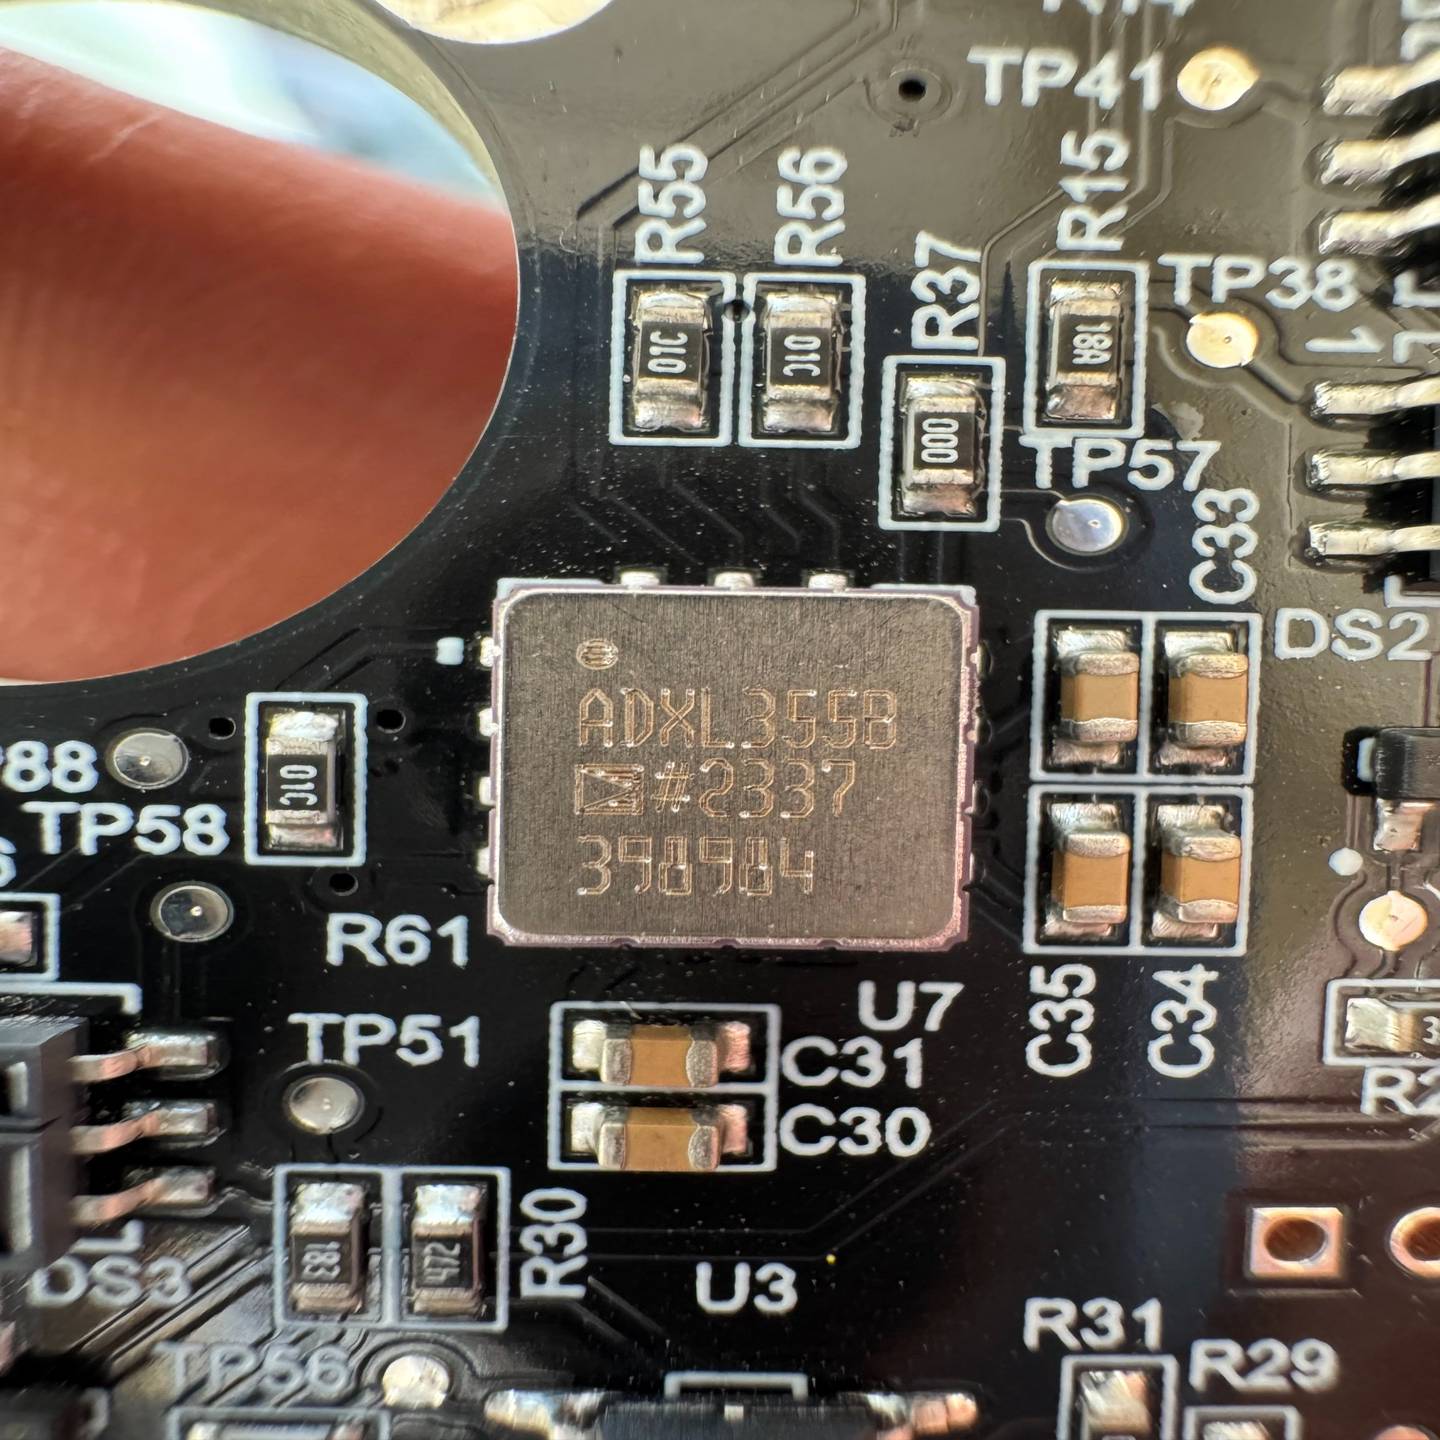 TP41
R55
R56
R15
R37
TP38
1
01C
01C
18A
000
TP57
C33
DS2
ADXL355B
#2337
398984
88
TP58
01C
R61
U7
C35
C34
TP51
C31
C30
R30
472
DS3
U3
R31
R29
TP56